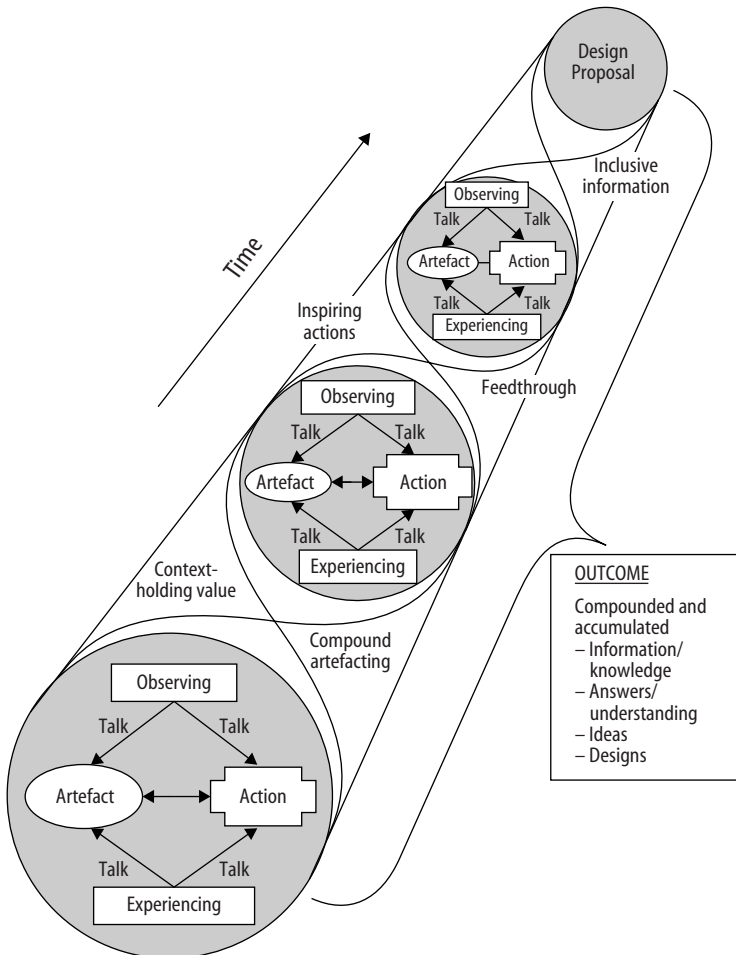 Design
Proposal
Inclusive
information
Observing
Talk Talk
Artefact Action
Talk Talk
Experiencing
Time
Inspiring
actions
Feedthrough
Observing
Talk Talk
Artefact Action
Talk Talk
Experiencing
Context-
holding value
Compound
artefacting
Observing
Talk Talk
Artefact Action
Talk Talk
Experiencing
OUTCOME
Compounded and
accumulated
– Information/
knowledge
– Answers/
understanding
– Ideas
– Designs